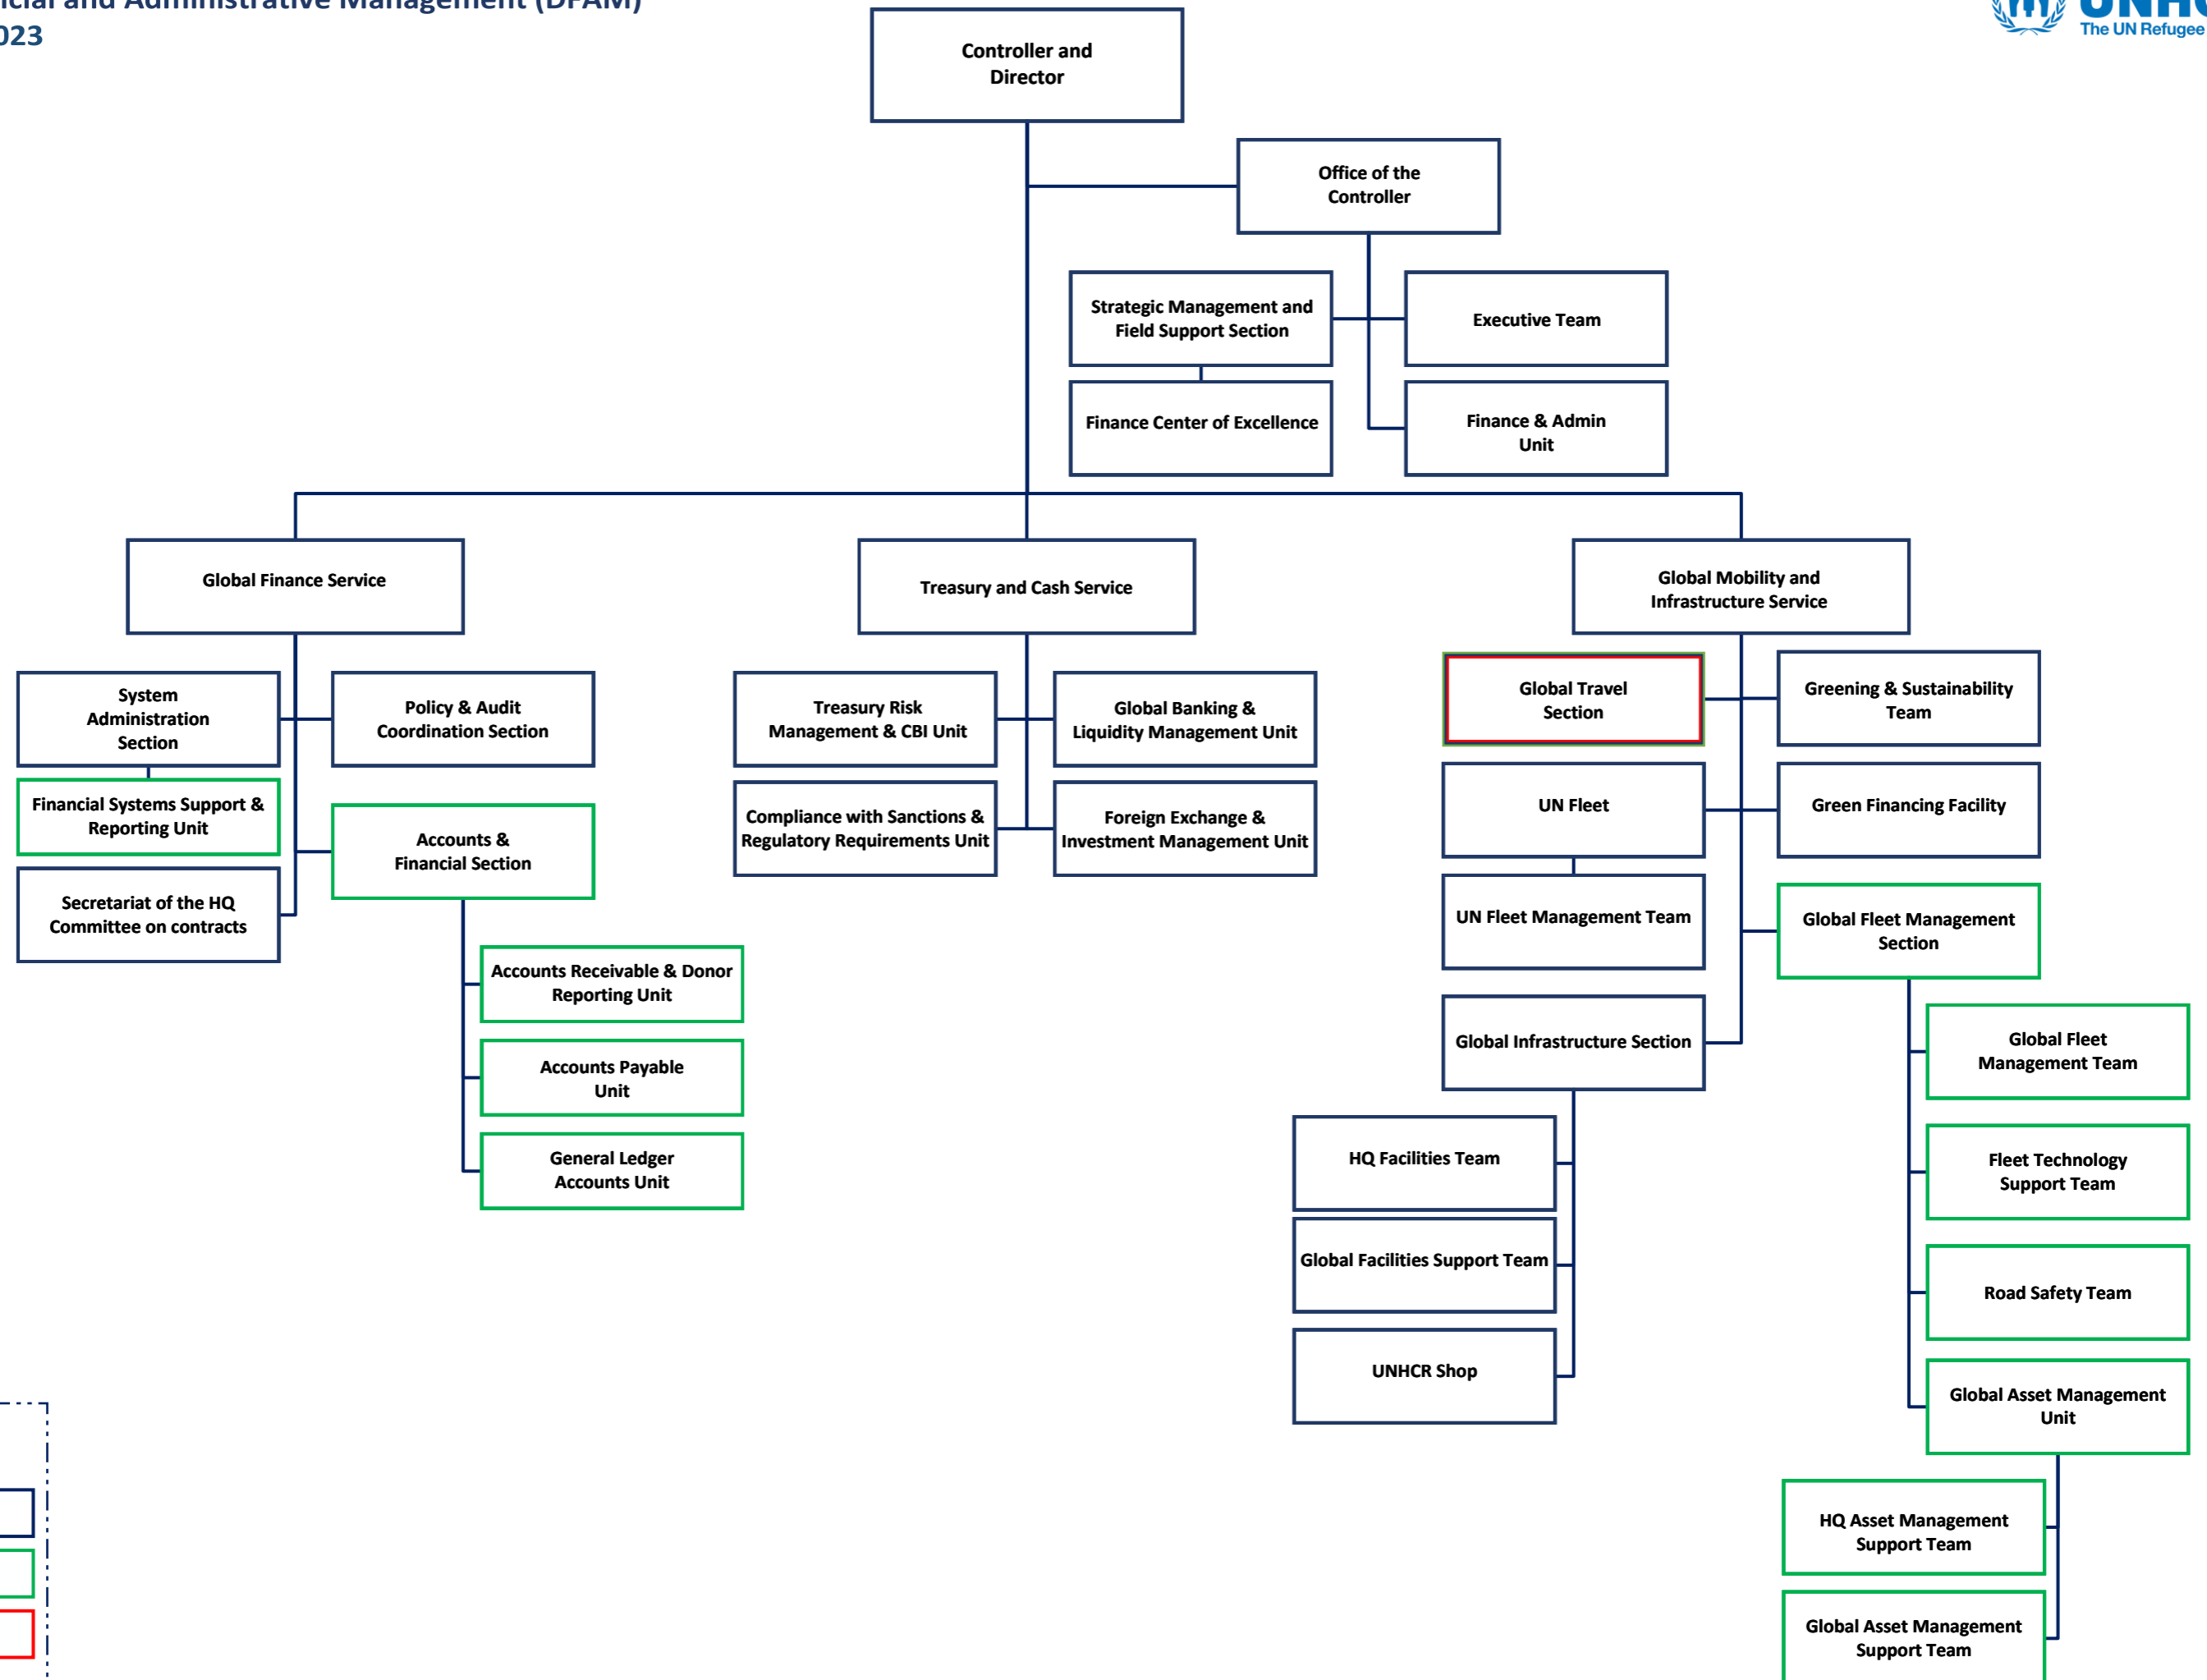 and Administrative Management (DFAM)
The UN Refugee
Controller and
Director
Office of the
Controller
Strategic Management and
Field Support Section
Executive Team
Finance Center of Excellence
Finance & Admin
Unit
Global Finance Service
Treasury and Cash Service
Global Mobility and
Infrastructure Service
System
Administration
Section
Policy & Audit
Coordination Section
Financial Systems Support &
Reporting Unit
Accounts &
Financial Section
Secretariat of the HQ
Committee on contracts
Accounts Receivable & Donor
Reporting Unit
Accounts Payable
Unit
General Ledger
Accounts Unit
Treasury Risk
Management & CBI Unit
Global Banking &
Liquidity Management Unit
Compliance with Sanctions &
Regulatory Requirements Unit
Foreign Exchange &
Investment Management Unit
Global Travel
Section
Greening & Sustainability
Team
UN Fleet
Green Financing Facility
UN Fleet Management Team
Global Fleet Management
Section
Global Infrastructure Section
Global Fleet
Management Team
HQ Facilities Team
Fleet Technology
Support Team
Global Facilities Support Team
Road Safety Team
UNHCR Shop
Global Asset Management
Unit
HQ Asset Management
Support Team
Global Asset Management
Support Team